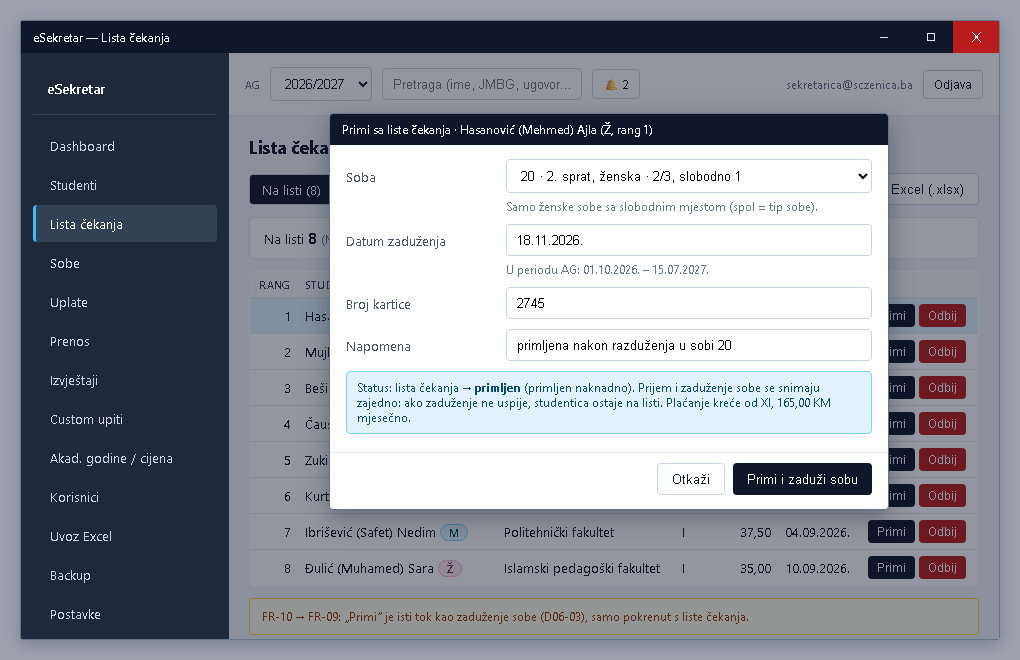 eSekretar — Lista čekanja
eSekretar
AG
2026/2027
Pretraga (ime, JMBG, ugovor...
🔔 2
sekretarica@sczenica.ba
Odjava
Dashboard
Studenti
Lista čekanja
Sobe
Uplate
Prenos
Izvještaji
Custom upiti
Akad. godine / cijena
Korisnici
Uvoz Excel
Backup
Postavke
Lista čeka
Na listi (8)
Excel (.xlsx)
Na listi 8
RANG STUD
1
2
3 Beši
4
5 Zuki
6 Kurt
7 Ibrišević (Safet) Nedim M Politehnički fakultet I 37,50 04.09.2026. Primi Odbij
8 Đulić (Muhamed) Sara Ž Islamski pedagoški fakultet I 35,00 10.09.2026. Primi Odbij
Odbij
Odbij
Odbij
Odbij
Odbij
Odbij
FR-10 → FR-09: „Primi” je isti tok kao zaduženje sobe (D06-03), samo pokrenut s liste čekanja.
Primi sa liste čekanja · Hasanović (Mehmed) Ajla (Ž, rang 1)
Soba
20 · 2. sprat, ženska · 2/3, slobodno 1
Samo ženske sobe sa slobodnim mjestom (spol = tip sobe).
Datum zaduženja
18.11.2026.
U periodu AG: 01.10.2026. – 15.07.2027.
Broj kartice
2745
Napomena
primljena nakon razduženja u sobi 20
Status: lista čekanja → primljen (primljen naknadno). Prijem i zaduženje sobe se snimaju
zajedno: ako zaduženje ne uspije, studentica ostaje na listi. Plaćanje kreće od XI, 165,00 KM
mjesečno.
Otkaži
Primi i zaduži sobu